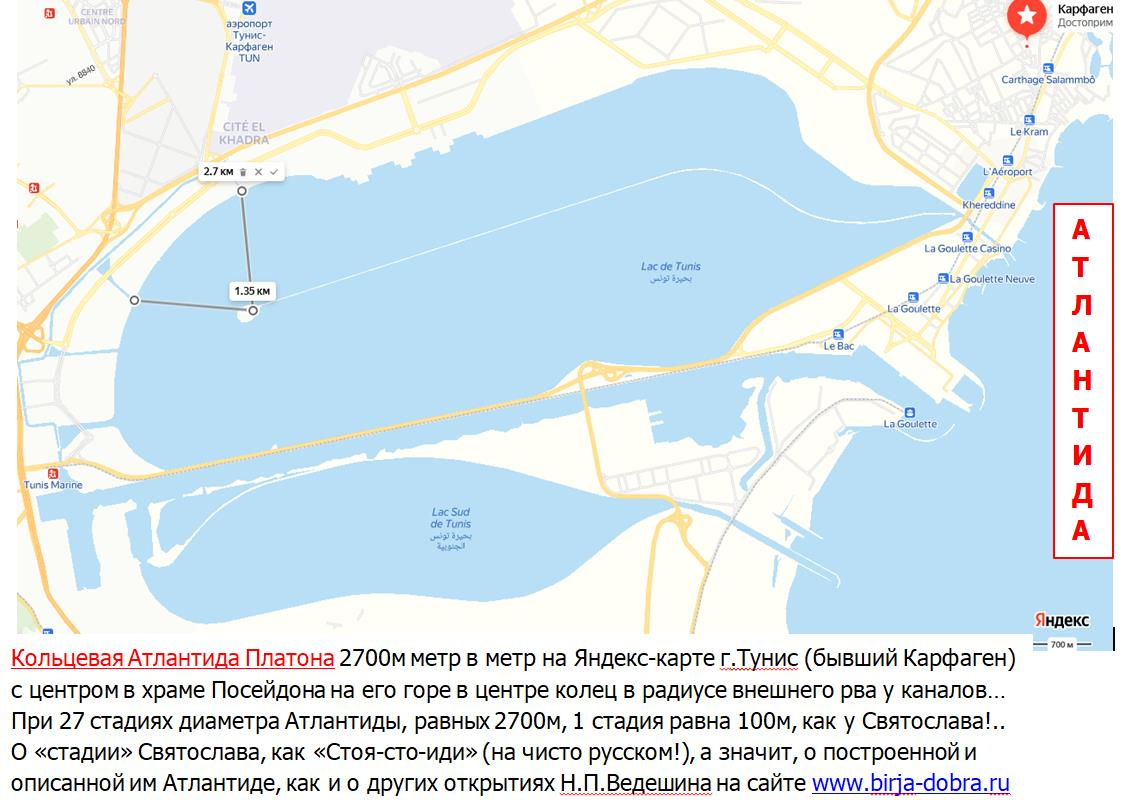 CENTRE
URBAIN NORD
аэропорт
Тунис-
Карфаген
TUN
ул. 8840
CITÉ EL
KHADRA
2.7 км
1.35 км
Карфаген
Достоприм
Carthage Salammbô
Le Kram
L'Aéroport
Khereddine
La Goulette Casino
La Goulette Neuve
La Goulette
Le Bac
Lac de Tunis
بحيرة تونس
La Goulette
Tunis Marine
Lac Sud
de Tunis
بحيرة تونس
الجنوبية
А
Т
Л
А
Н
Т
И
Д
А
Яндекс
700 м
Кольцевая Атлантида Платона 2700м метр в метр на Яндекс-карте г.Тунис (бывший Карфаген)
с центром в храме Посейдона на его горе в центре колец в радиусе внешнего рва у каналов…
При 27 стадиях диаметра Атлантиды, равных 2700м, 1 стадия равна 100м, как у Святослава!..
О «стадии» Святослава, как «Стоя-сто-иди» (на чисто русском!), а значит, о построенной и
описанной им Атлантиде, как и о других открытиях Н.П.Ведешина на сайте www.birja-dobra.ru